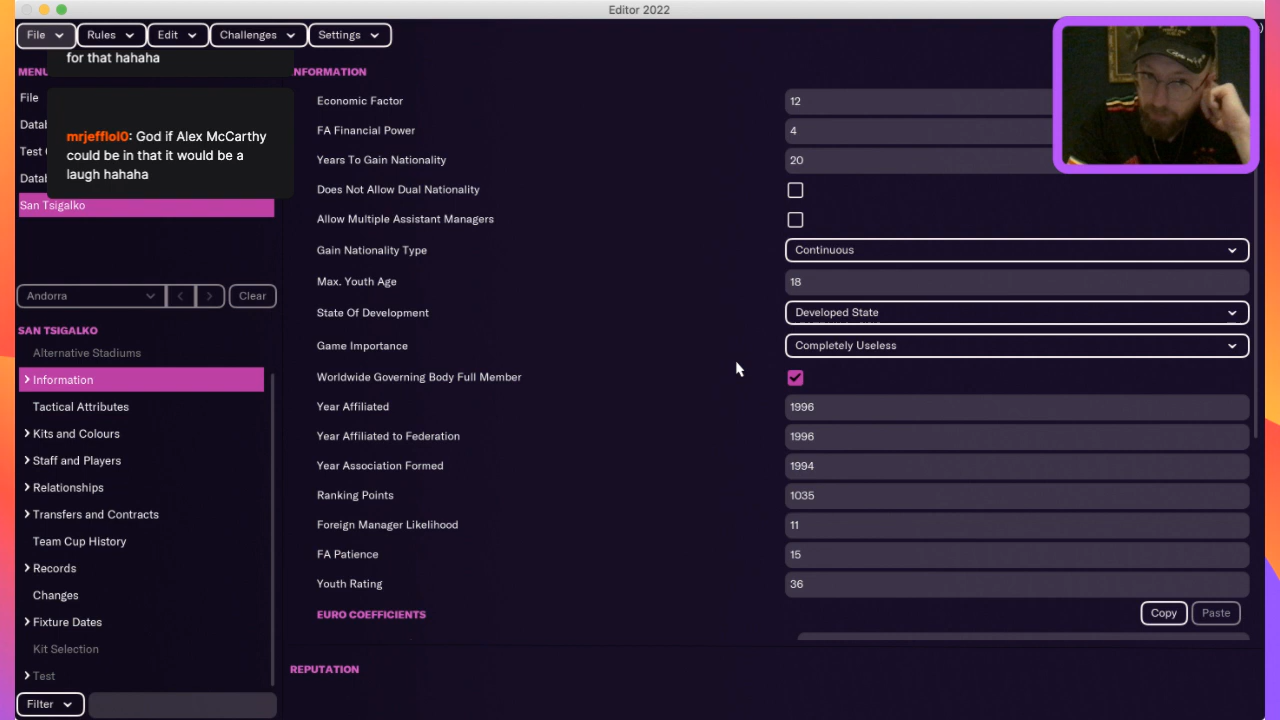 Editor 2022
File
Rules
Edit
Challenges
Settings
for that hahaha
mrjefflol0: God if Alex McCarthy
could be in that it would be a
laugh hahaha
MENU
File
San Tsigalko
Andorra
Clear
SAN TSIGALKO
Alternative Stadiums
Information
Tactical Attributes
Kits and Colours
Staff and Players
Relationships
Transfers and Contracts
Team Cup History
Records
Changes
Fixture Dates
Kit Selection
Test
Filter
NFORMATION
Economic Factor 12
FA Financial Power 4
Years To Gain Nationality 20
Does Not Allow Dual Nationality
Allow Multiple Assistant Managers
Gain Nationality Type Continuous
Max. Youth Age 18
State Of Development Developed State
Game Importance Completely Useless
Worldwide Governing Body Full Member
Year Affiliated 1996
Year Affiliated to Federation 1996
Year Association Formed 1994
Ranking Points 1035
Foreign Manager Likelihood 11
FA Patience 15
Youth Rating 36
EURO COEFFICIENTS
Copy
Paste
REPUTATION